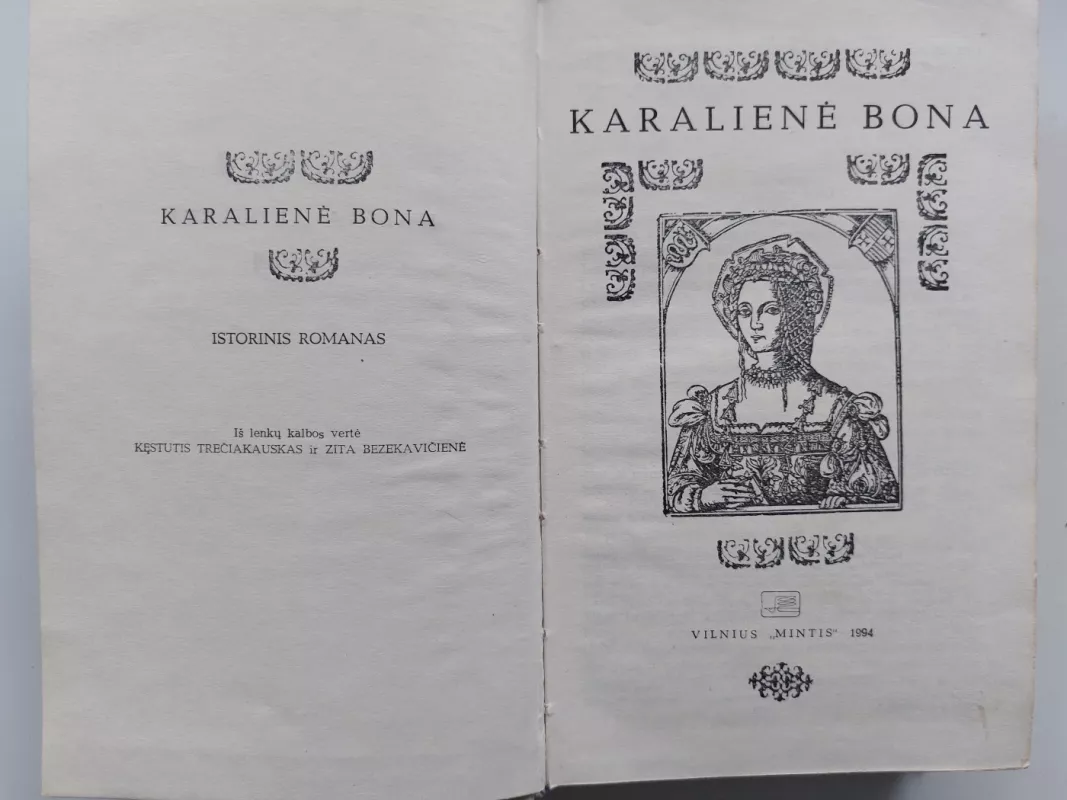 KARALIENĖ BONA
ISTORINIS ROMANAS
Iš lenkų kalbos vertė
KĘSTUTIS TREČIAKAUSKAS ir ZITA BEZEKAVIČIENĖ
KARALIENĖ BONA
VILNIUS „MINTIS“ 1994